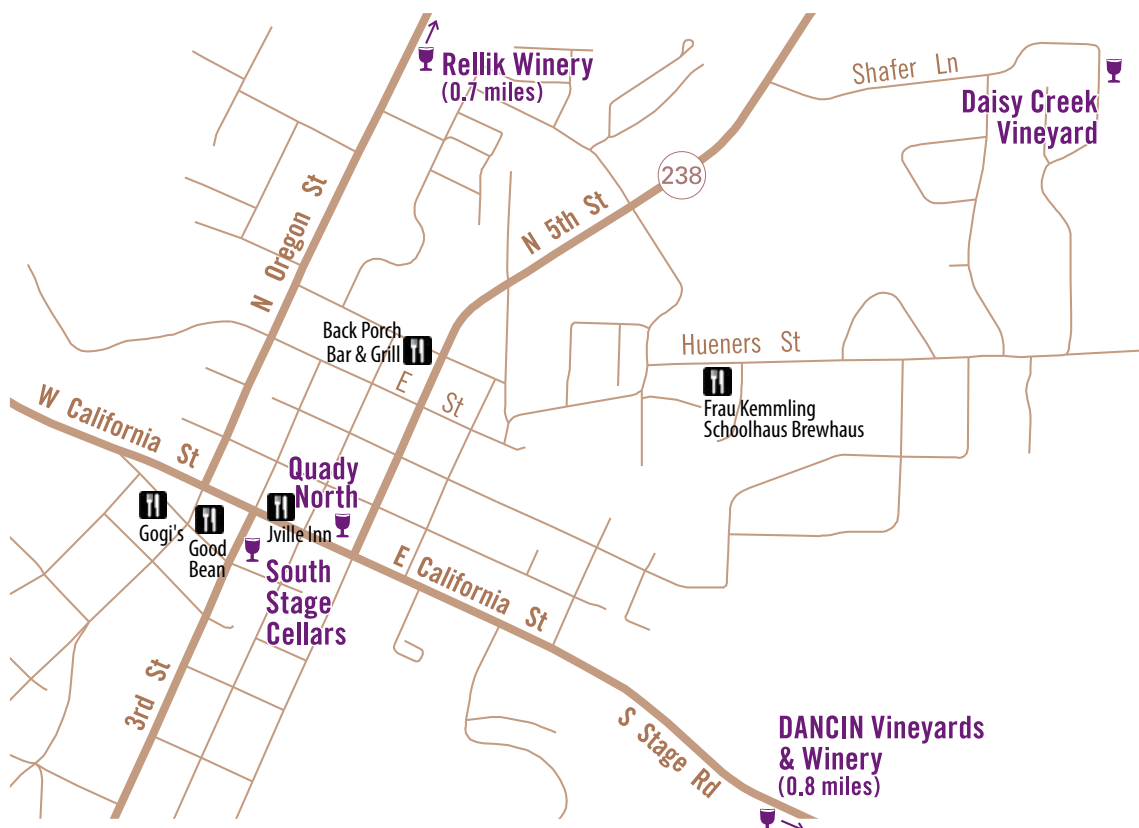 Rellik Winery
(0.7 miles)
Shafer Ln
Daisy Creek
Vineyard
238
N Oregon St
N 5th St
Back Porch
Bar & Grill
E St
Hueners St
Frau Kemmling
Schoolhaus Brewhaus
W California St
Quady
North
Gogi's
Good
Bean
Jville Inn
South
Stage
Cellars
E California St
3rd St
S Stage Rd
DANCIN Vineyards
& Winery
(0.8 miles)